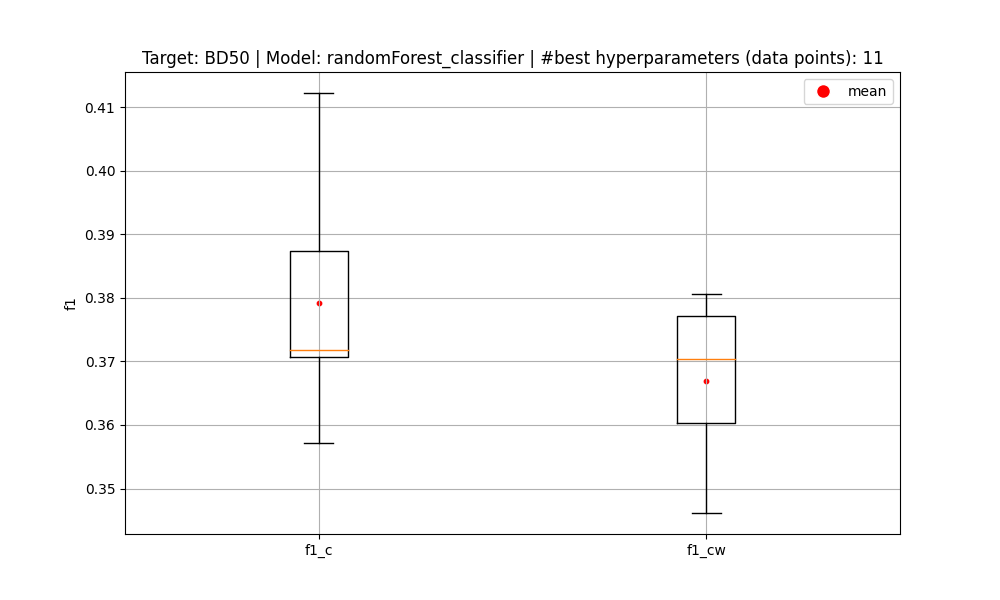 Target: BD50 | Model: randomForest_classifier | #best hyperparameters (data points): 11
mean
0.41
0.40
0.39
0.38
0.37
0.36
0.35
f1
f1_c
f1_cw